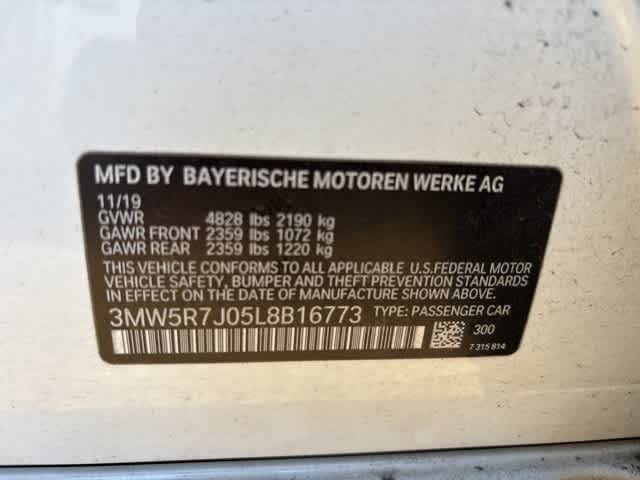 MFD BY BAYERISCHE MOTOREN WERKE AG
11/19
GVWR 4828 lbs 2190 kg
GAWR FRONT 2359 lbs 1072 kg
GAWR REAR 2359 lbs 1220 kg
THIS VEHICLE CONFORMS TO ALL APPLICABLE U.S.FEDERAL MOTOR
VEHICLE SAFETY, BUMPER AND THEFT PREVENTION STANDARDS IN
EFFECT ON THE DATE OF MANUFACTURE SHOWN ABOVE.
3MW5R7J05L8B16773 TYPE: PASSENGER CAR
300
7 315 814